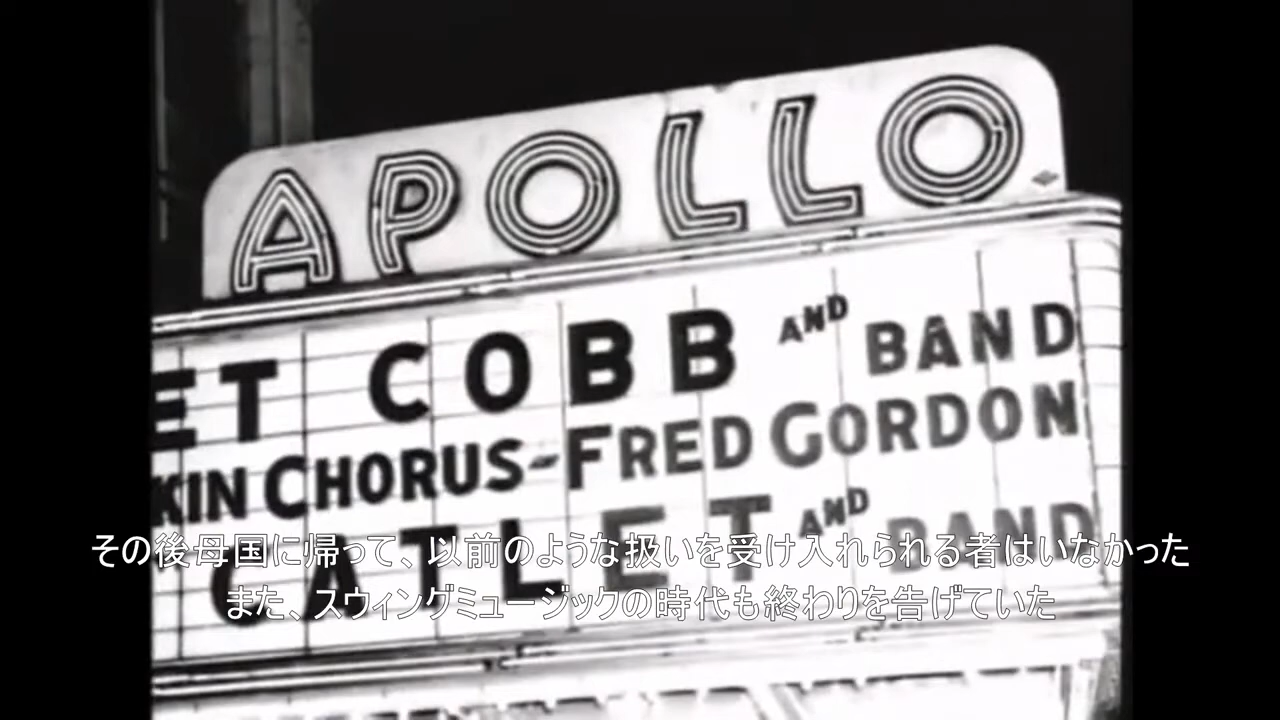 APOLLO
ET COBB AND BAND
KIN CHORUS-FRED GORDON
CATLET AND BAND
その後母国に帰って、以前のような扱いを受け入れられる者はいなかった
また、スウィングミュージックの時代も終わりを告げていた